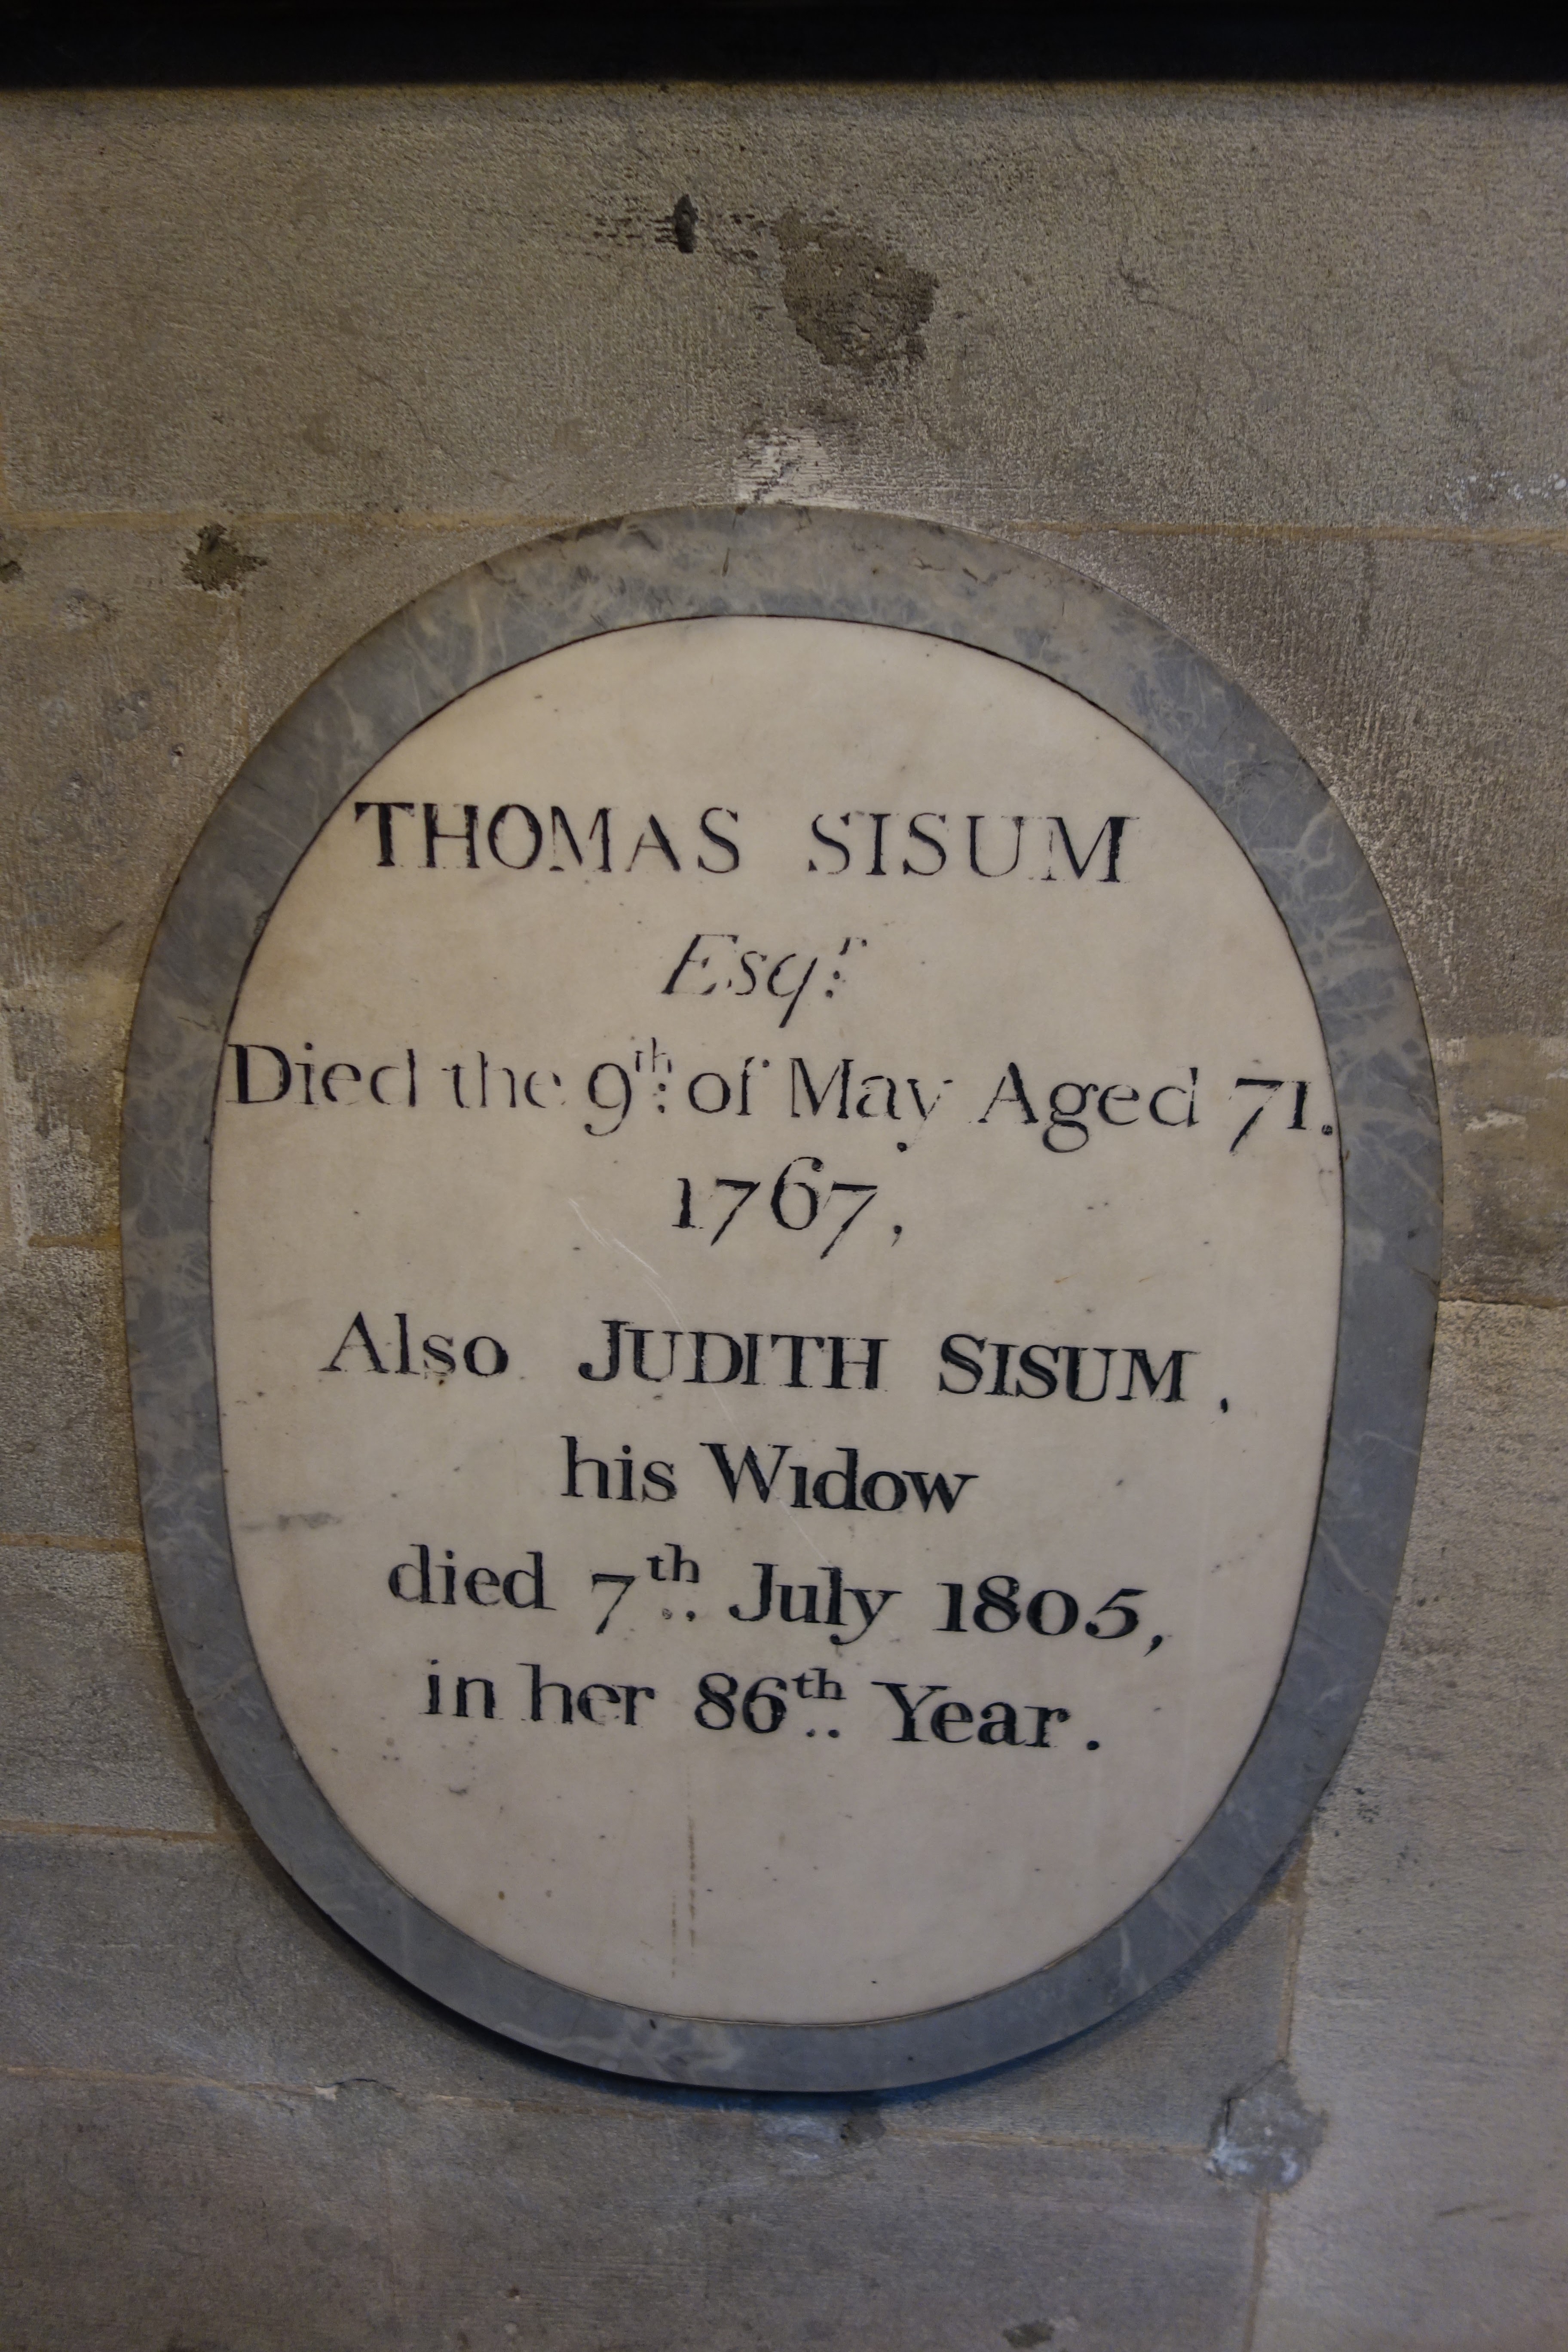 THOMAS SISUM
Esqr:
Died the 9th: of May Aged 71.
1767,
Also JUDITH SISUM,
his Widow
died 7th.. July 1805,
in her 86th.. Year.